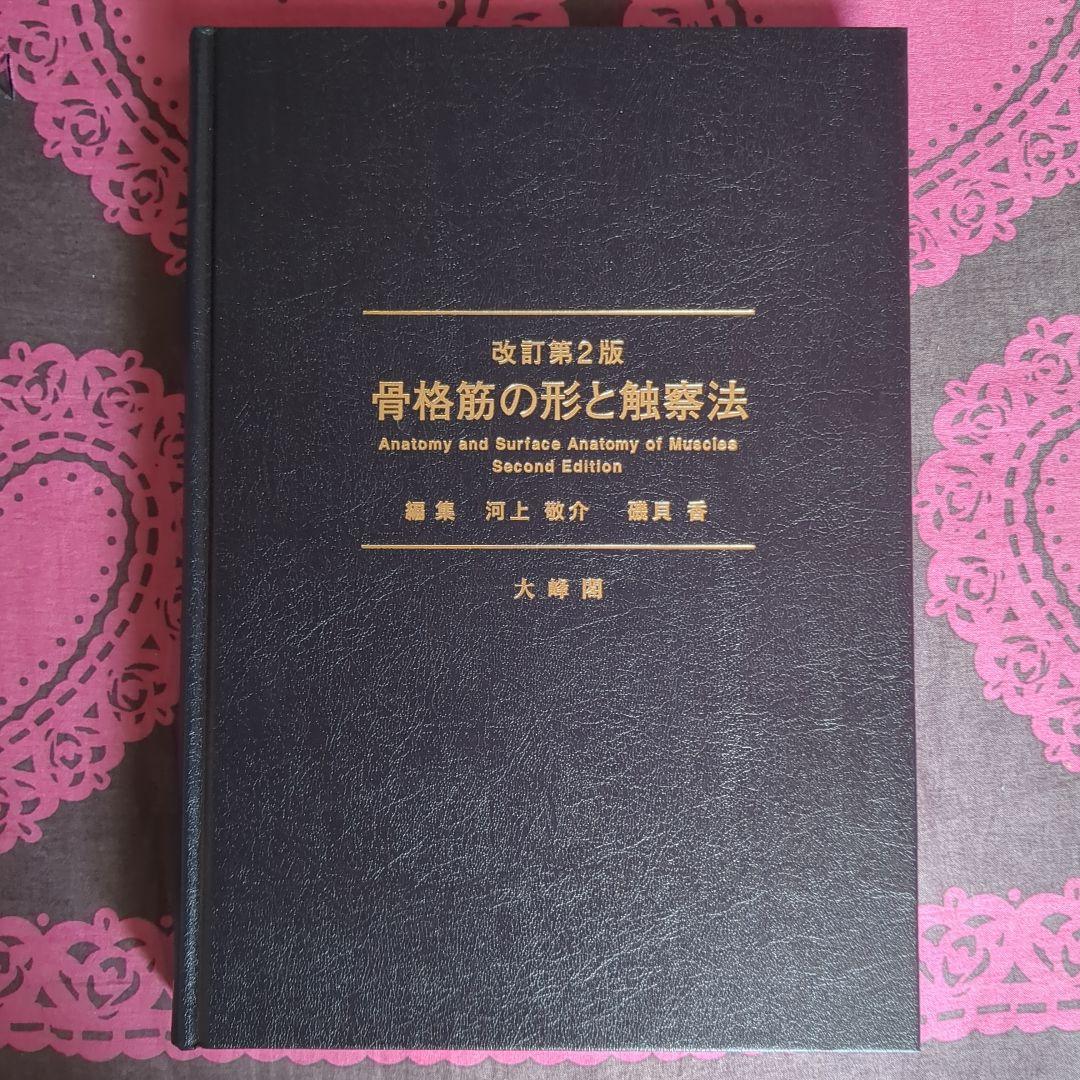 改訂第2版
骨格筋の形と触察法
Anatomy and Surface Anatomy of Muscles
Second Edition
編集 河上 敬介 磯貝 香
大峰閣